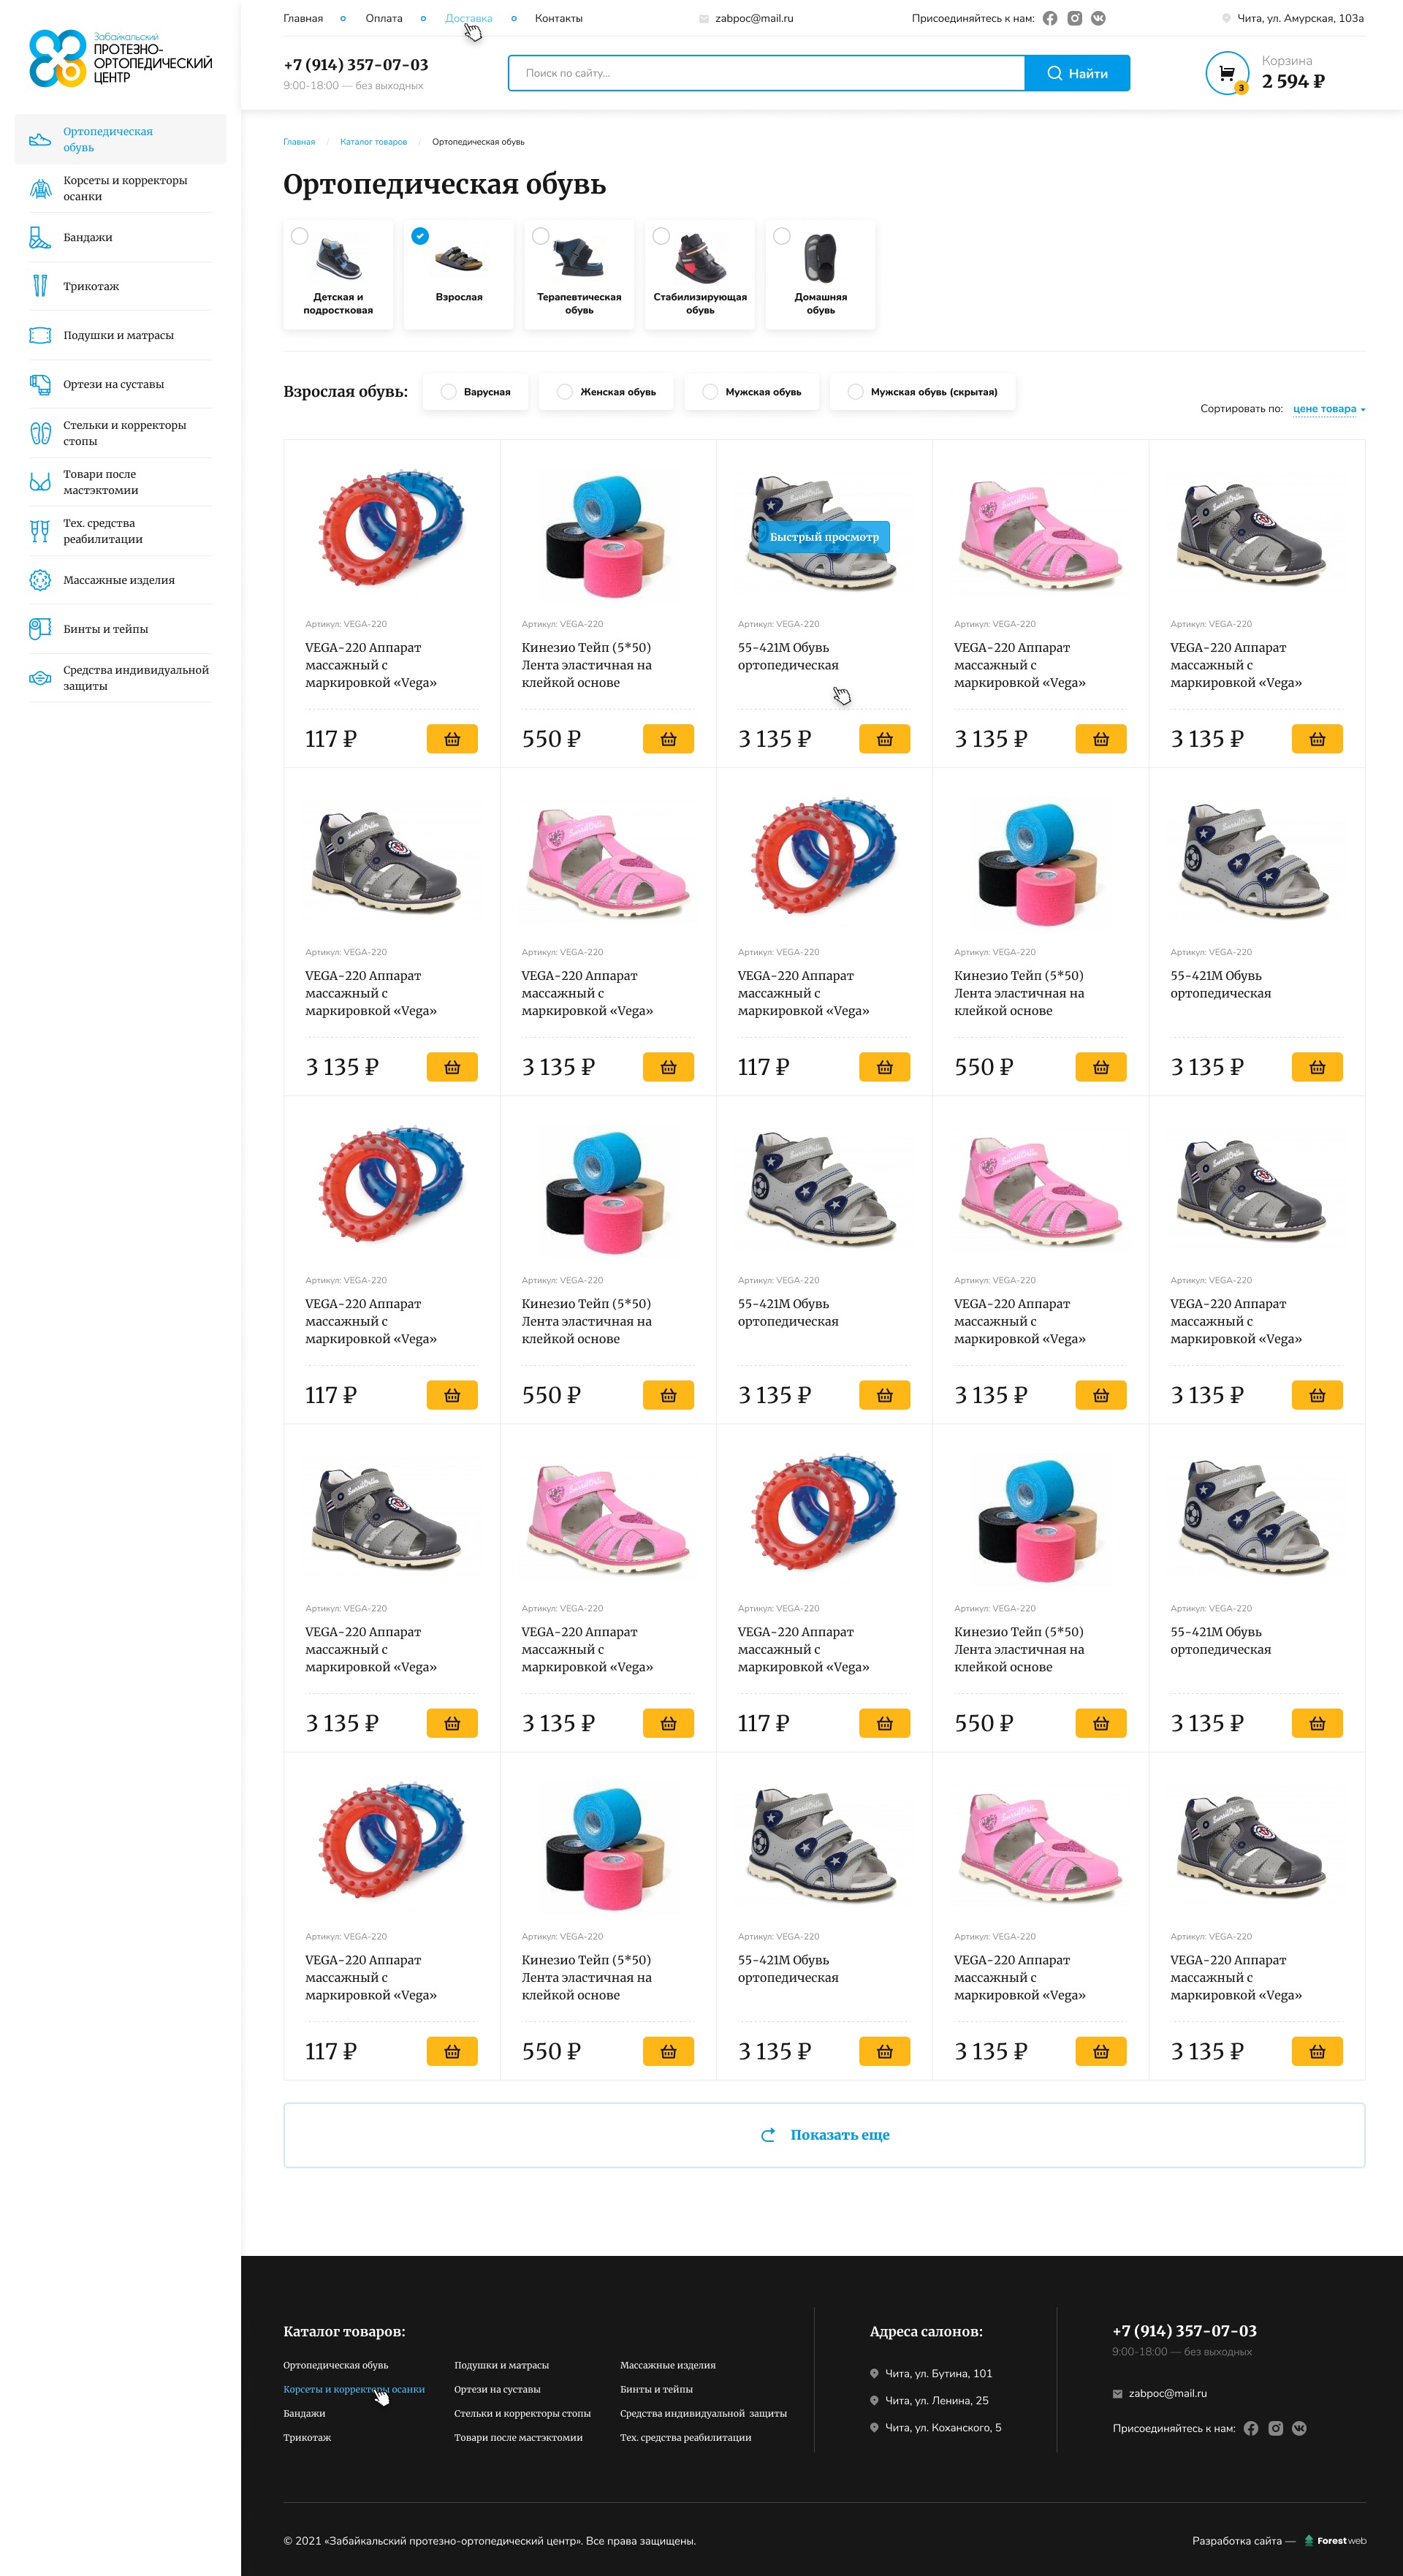 Забайкальский
ПРОТЕЗНО-
ОРТОПЕДИЧЕСКИЙ
ЦЕНТР
Ортопедическая
обувь
Корсеты и корректоры
осанки
Бандажи
Трикотаж
Подушки и матрасы
Ортези на суставы
Стельки и корректоры
стопы
Товари после
мастэктомии
Тех. средства
реабилитации
Массажные изделия
Бинты и тейпы
Средства индивидуальной
защиты
Главная Оплата Доставка Контакты zabpoc@mail.ru Присоединяйтесь к нам: Чита, ул. Амурская, 103а
+7 (914) 357-07-03
9:00-18:00 — без выходных
Поиск по сайту...
Найти
Корзина
2 594 ₽
3
Главная / Каталог товаров / Ортопедическая обувь
Ортопедическая обувь
Детская и
подростковая
Взрослая
Терапевтическая
обувь
Стабилизирующая
обувь
Домашняя
обувь
Взрослая обувь: Варусная Женская обувь Мужская обувь Мужская обувь (скрытая)
Сортировать по: цене товара
Быстрый просмотр
Артикул: VEGA-220
VEGA-220 Аппарат
массажный с
маркировкой «Vega»
117 ₽
Артикул: VEGA-220
Кинезио Тейп (5*50)
Лента эластичная на
клейкой основе
550 ₽
Артикул: VEGA-220
55-421М Обувь
ортопедическая
3 135 ₽
Артикул: VEGA-220
VEGA-220 Аппарат
массажный с
маркировкой «Vega»
3 135 ₽
Артикул: VEGA-220
VEGA-220 Аппарат
массажный с
маркировкой «Vega»
3 135 ₽
Артикул: VEGA-220
VEGA-220 Аппарат
массажный с
маркировкой «Vega»
3 135 ₽
Артикул: VEGA-220
VEGA-220 Аппарат
массажный с
маркировкой «Vega»
3 135 ₽
Артикул: VEGA-220
VEGA-220 Аппарат
массажный с
маркировкой «Vega»
117 ₽
Артикул: VEGA-220
Кинезио Тейп (5*50)
Лента эластичная на
клейкой основе
550 ₽
Артикул: VEGA-220
55-421М Обувь
ортопедическая
3 135 ₽
Артикул: VEGA-220
VEGA-220 Аппарат
массажный с
маркировкой «Vega»
117 ₽
Артикул: VEGA-220
Кинезио Тейп (5*50)
Лента эластичная на
клейкой основе
550 ₽
Артикул: VEGA-220
55-421М Обувь
ортопедическая
3 135 ₽
Артикул: VEGA-220
VEGA-220 Аппарат
массажный с
маркировкой «Vega»
3 135 ₽
Артикул: VEGA-220
VEGA-220 Аппарат
массажный с
маркировкой «Vega»
3 135 ₽
Артикул: VEGA-220
VEGA-220 Аппарат
массажный с
маркировкой «Vega»
3 135 ₽
Артикул: VEGA-220
VEGA-220 Аппарат
массажный с
маркировкой «Vega»
3 135 ₽
Артикул: VEGA-220
VEGA-220 Аппарат
массажный с
маркировкой «Vega»
117 ₽
Артикул: VEGA-220
Кинезио Тейп (5*50)
Лента эластичная на
клейкой основе
550 ₽
Артикул: VEGA-220
55-421М Обувь
ортопедическая
3 135 ₽
Артикул: VEGA-220
VEGA-220 Аппарат
массажный с
маркировкой «Vega»
117 ₽
Артикул: VEGA-220
Кинезио Тейп (5*50)
Лента эластичная на
клейкой основе
550 ₽
Артикул: VEGA-220
55-421М Обувь
ортопедическая
3 135 ₽
Артикул: VEGA-220
VEGA-220 Аппарат
массажный с
маркировкой «Vega»
3 135 ₽
Артикул: VEGA-220
VEGA-220 Аппарат
массажный с
маркировкой «Vega»
3 135 ₽
Показать еще
Каталог товаров:
Ортопедическая обувь
Корсеты и корректоры осанки
Бандажи
Трикотаж
Подушки и матрасы
Ортези на суставы
Стельки и корректоры стопы
Товари после мастэктомии
Массажные изделия
Бинты и тейпы
Средства индивидуальной защиты
Тех. средства реабилитации
Адреса салонов:
Чита, ул. Бутина, 101
Чита, ул. Ленина, 25
Чита, ул. Коханского, 5
+7 (914) 357-07-03
9:00-18:00 — без выходных
zabpoc@mail.ru
Присоединяйтесь к нам:
© 2021 «Забайкальский протезно-ортопедический центр». Все права защищены.
Разработка сайта — Forestweb